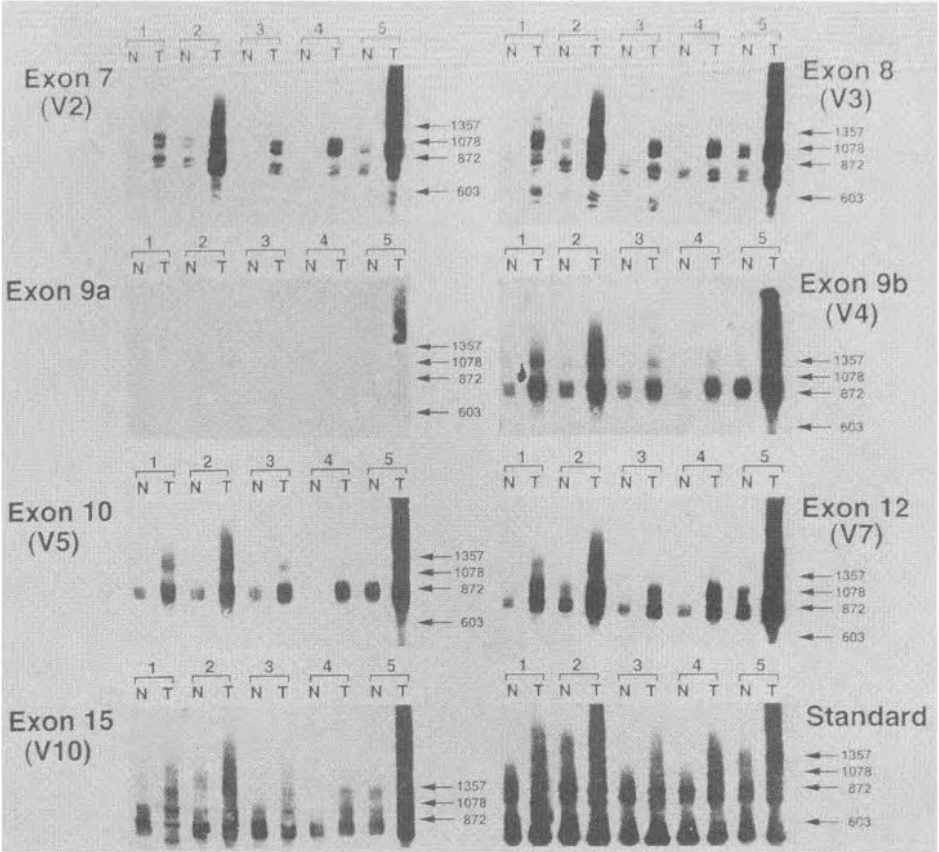 1 2 3 4 5
N T N T N T N T N T
Exon 7
(V2)
1357
1078
872
603
1 2 3 4 5
N T N T N T N T N T
Exon 8
(V3)
1357
1078
872
603
1 2 3 4 5
N T N T N T N T N T
Exon 9a
1357
1078
872
603
1 2 3 4 5
N T N T N T N T N T
Exon 9b
(V4)
1357
1078
872
603
1 2 3 4 5
N T N T N T N T N T
Exon 10
(V5)
1357
1078
872
603
1 2 3 4 5
N T N T N T N T N T
Exon 12
(V7)
1357
1078
872
603
1 2 3 4 5
N T N T N T N T N T
Exon 15
(V10)
1357
1078
872
1 2 3 4 5
N T N T N T N T N T
Standard
1357
1078
872
603